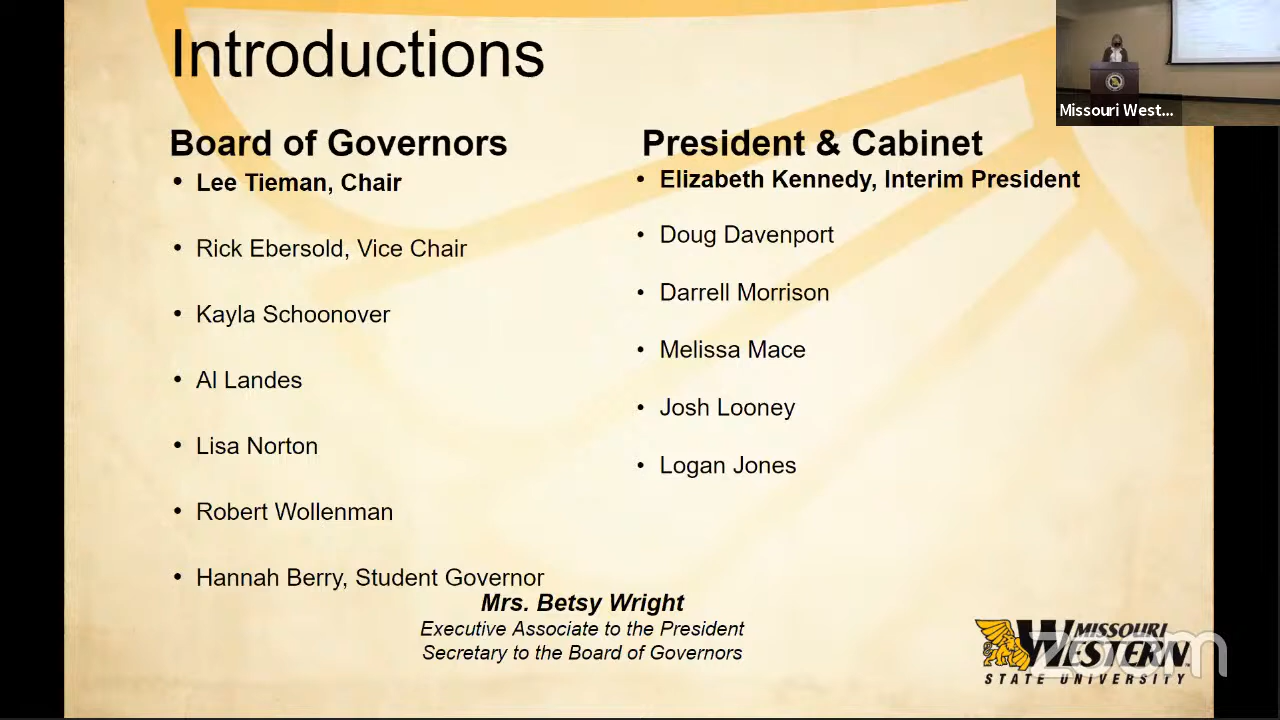 Introductions
Board of Governors
• Lee Tieman, Chair
• Rick Ebersold, Vice Chair
• Kayla Schoonover
• Al Landes
• Lisa Norton
• Robert Wollenman
• Hannah Berry, Student Governor
President & Cabinet
• Elizabeth Kennedy, Interim President
• Doug Davenport
• Darrell Morrison
• Melissa Mace
• Josh Looney
• Logan Jones
Mrs. Betsy Wright
Executive Associate to the President
Secretary to the Board of Governors
Missouri West...
MISSOURI
WESTERN
STATE UNIVERSITY
zoom